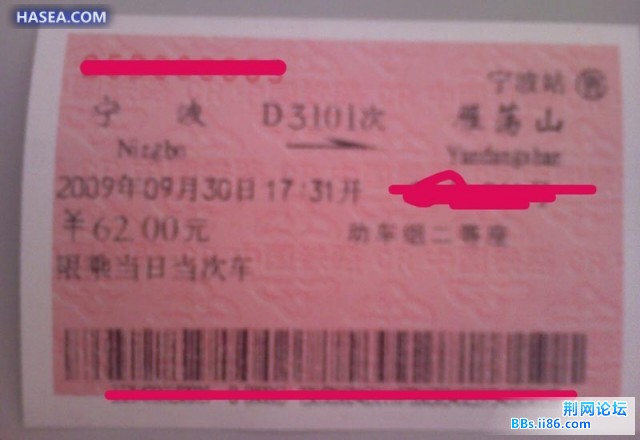 HASEA.COM
宁波站 售
宁 波 D3101次 雁荡山
Ningbo Yandangshan
2009年09月30日 17:31开
￥62.00元 动车组二等座
限乘当日当次车
荆网论坛
BBs.ii86.com